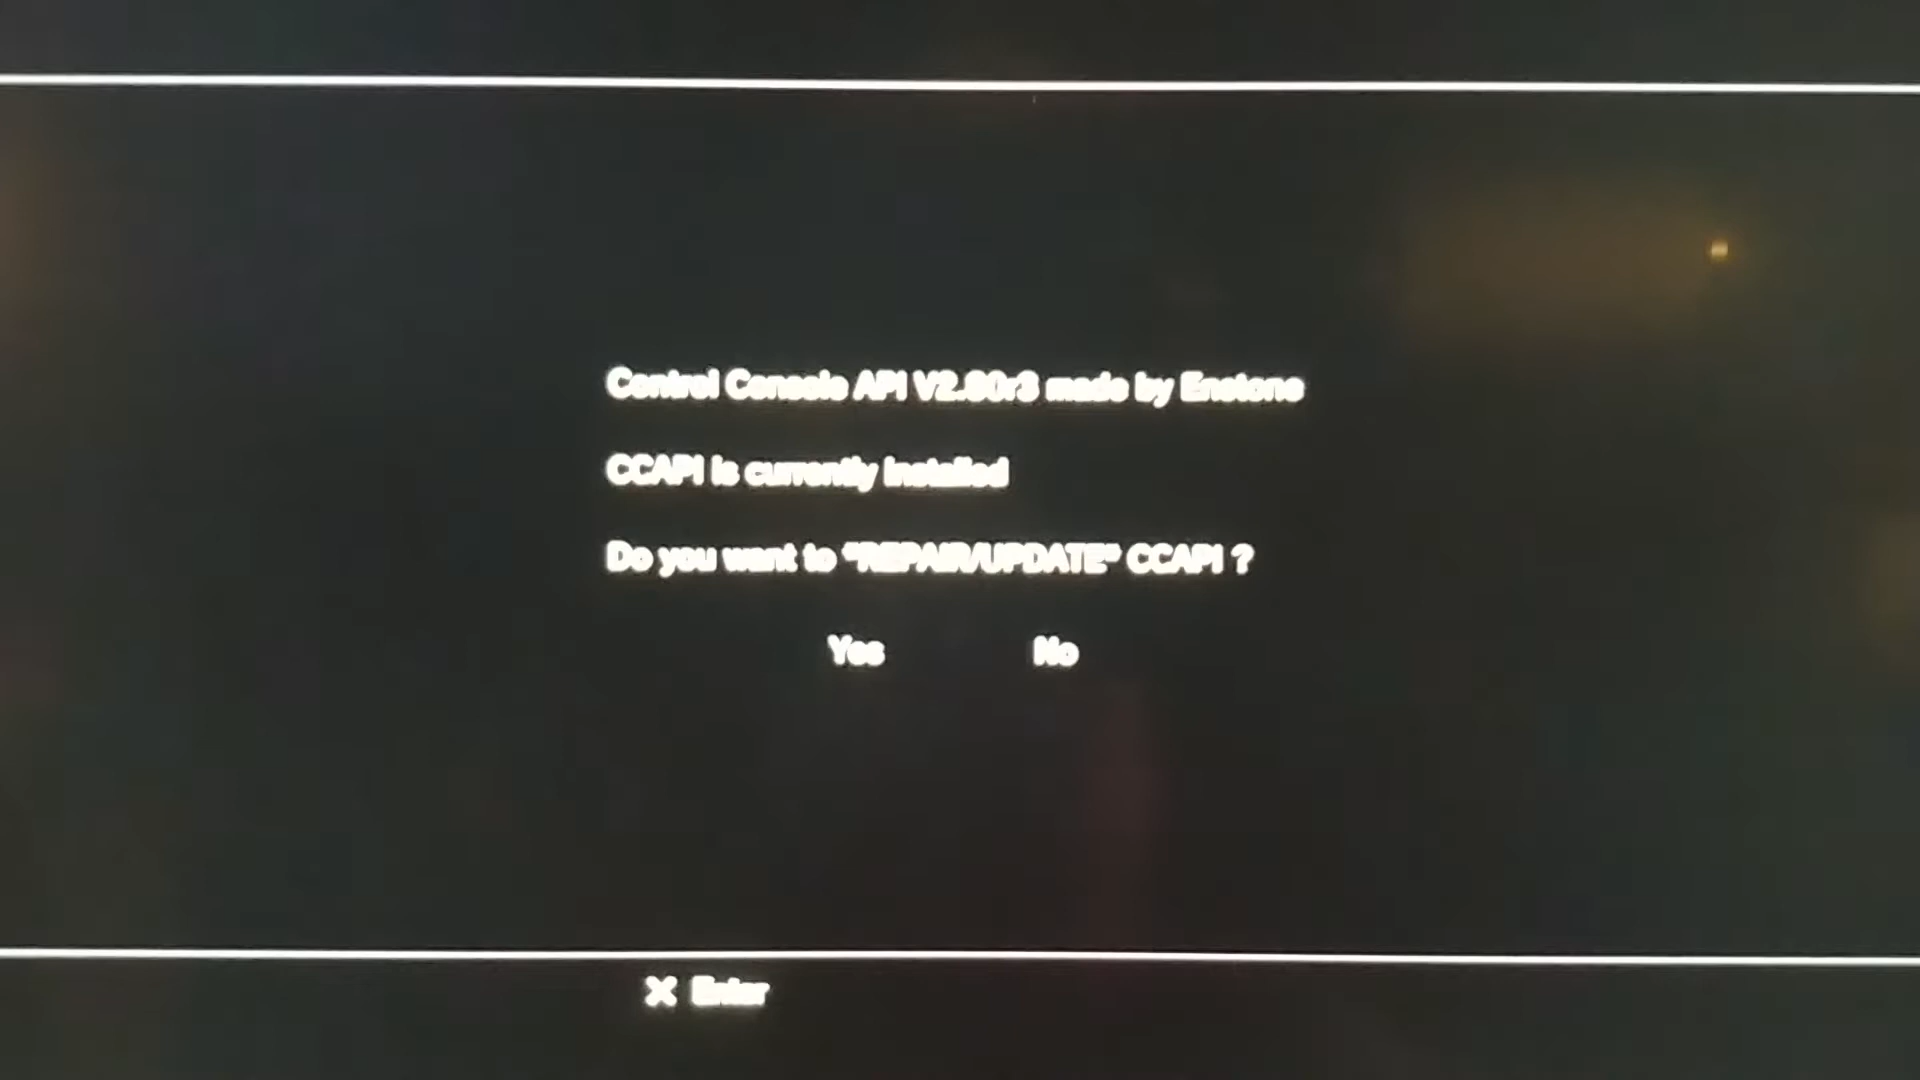 Control Console API V2.80r3 made by Enstone
CCAPI is currently installed
Do you want to "REPAIR/UPDATE" CCAPI ?
Yes No
Enter